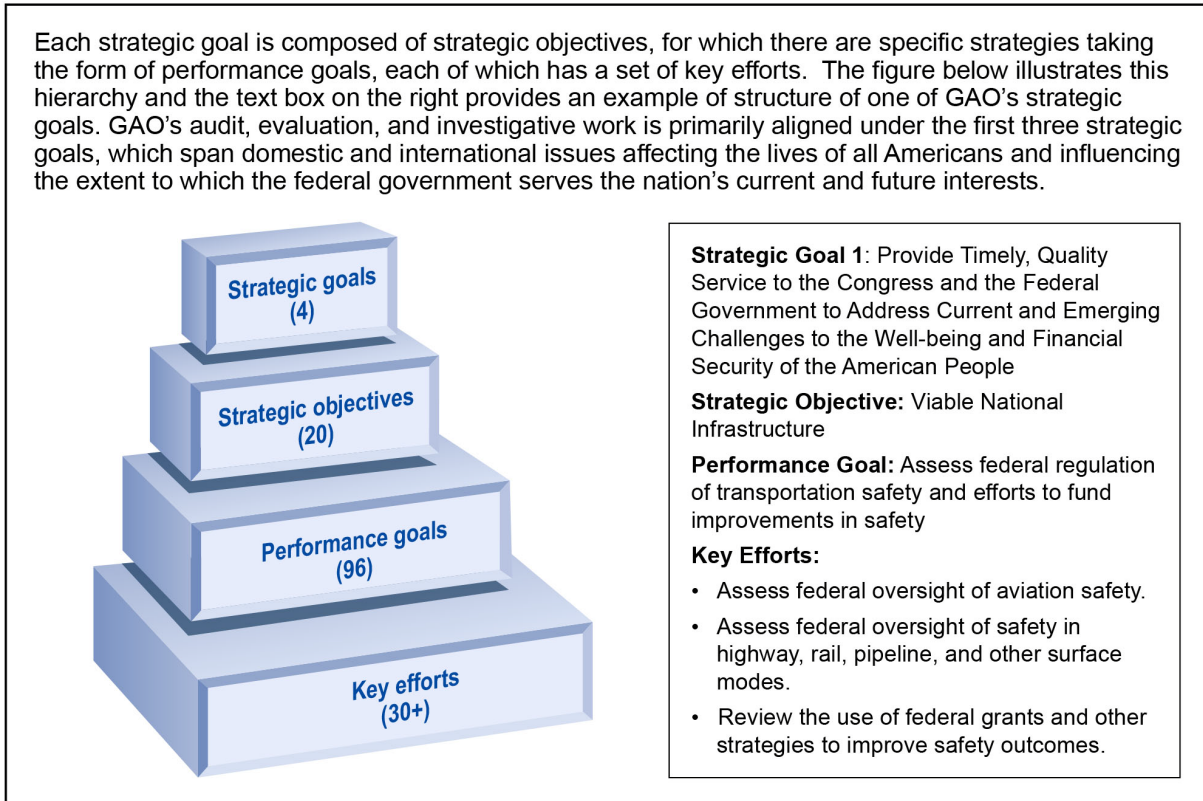 Each strategic goal is composed of strategic objectives, for which there are specific strategies taking
the form of performance goals, each of which has a set of key efforts.  The figure below illustrates this
hierarchy and the text box on the right provides an example of structure of one of GAO’s strategic
goals. GAO’s audit, evaluation, and investigative work is primarily aligned under the first three strategic
goals, which span domestic and international issues affecting the lives of all Americans and influencing
the extent to which the federal government serves the nation’s current and future interests.
Strategic goals
(4)
Strategic objectives
(20)
Performance goals
(96)
Key efforts
(30+)
Strategic Goal 1: Provide Timely, Quality
Service to the Congress and the Federal
Government to Address Current and Emerging
Challenges to the Well-being and Financial
Security of the American People
Strategic Objective: Viable National
Infrastructure
Performance Goal: Assess federal regulation
of transportation safety and efforts to fund
improvements in safety
Key Efforts:
• Assess federal oversight of aviation safety.
• Assess federal oversight of safety in
highway, rail, pipeline, and other surface
modes.
• Review the use of federal grants and other
strategies to improve safety outcomes.